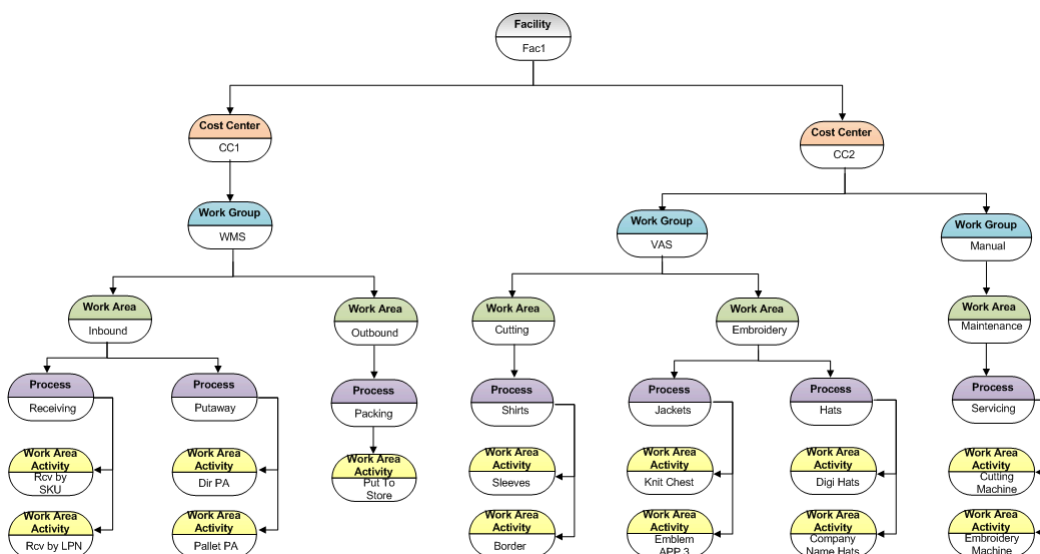 Facility
Fac1
Cost Center
CC1
Cost Center
CC2
Work Group
WMS
Work Group
VAS
Work Group
Manual
Work Area
Inbound
Work Area
Outbound
Work Area
Cutting
Work Area
Embroidery
Work Area
Maintenance
Process
Receiving
Process
Putaway
Process
Packing
Process
Shirts
Process
Jackets
Process
Hats
Process
Servicing
Work Area
Activity
Rcv by
SKU
Work Area
Activity
Dir PA
Work Area
Activity
Put To
Store
Work Area
Activity
Sleeves
Work Area
Activity
Knit Chest
Work Area
Activity
Digi Hats
Work Area
Activity
Cutting
Machine
Work Area
Activity
Rcv by LPN
Work Area
Activity
Pallet PA
Work Area
Activity
Border
Work Area
Activity
Emblem
APP 3
Work Area
Activity
Company
Name Hats
Work Area
Activity
Embroidery
Machine